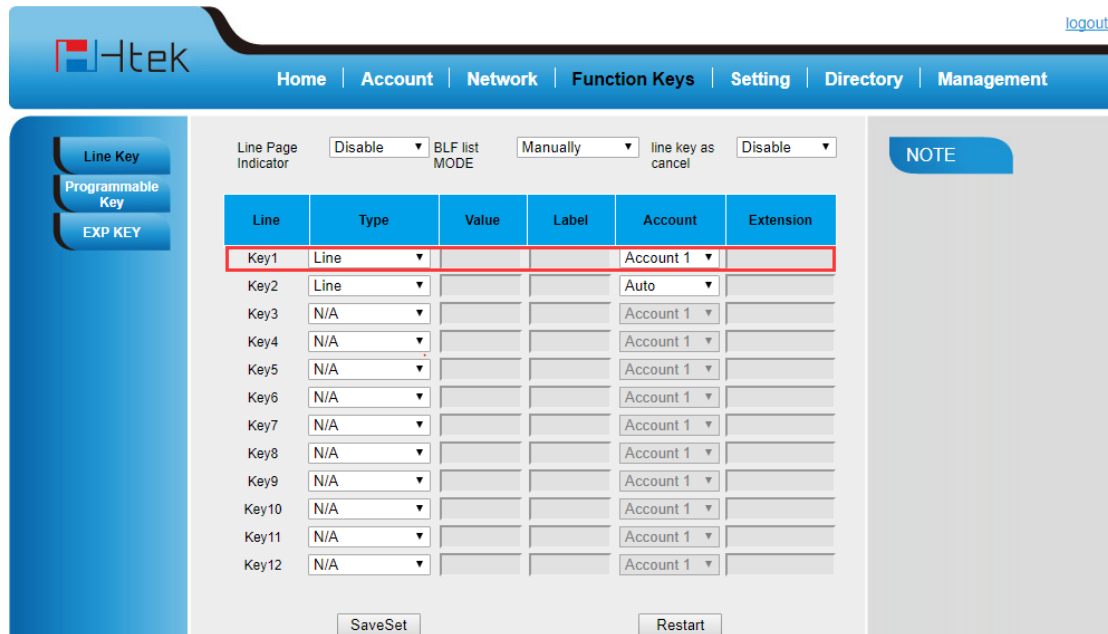 logout
Htek
Home Account Network Function Keys Setting Directory Management
Line Key
Programmable
Key
EXP KEY
Line Page
Indicator
Disable
BLF list
MODE
Manually
line key as
cancel
Disable
NOTE
Line Type Value Label Account Extension
Key1 Line Account 1
Key2 Line Auto
Key3 N/A Account 1
Key4 N/A Account 1
Key5 N/A Account 1
Key6 N/A Account 1
Key7 N/A Account 1
Key8 N/A Account 1
Key9 N/A Account 1
Key10 N/A Account 1
Key11 N/A Account 1
Key12 N/A Account 1
SaveSet Restart